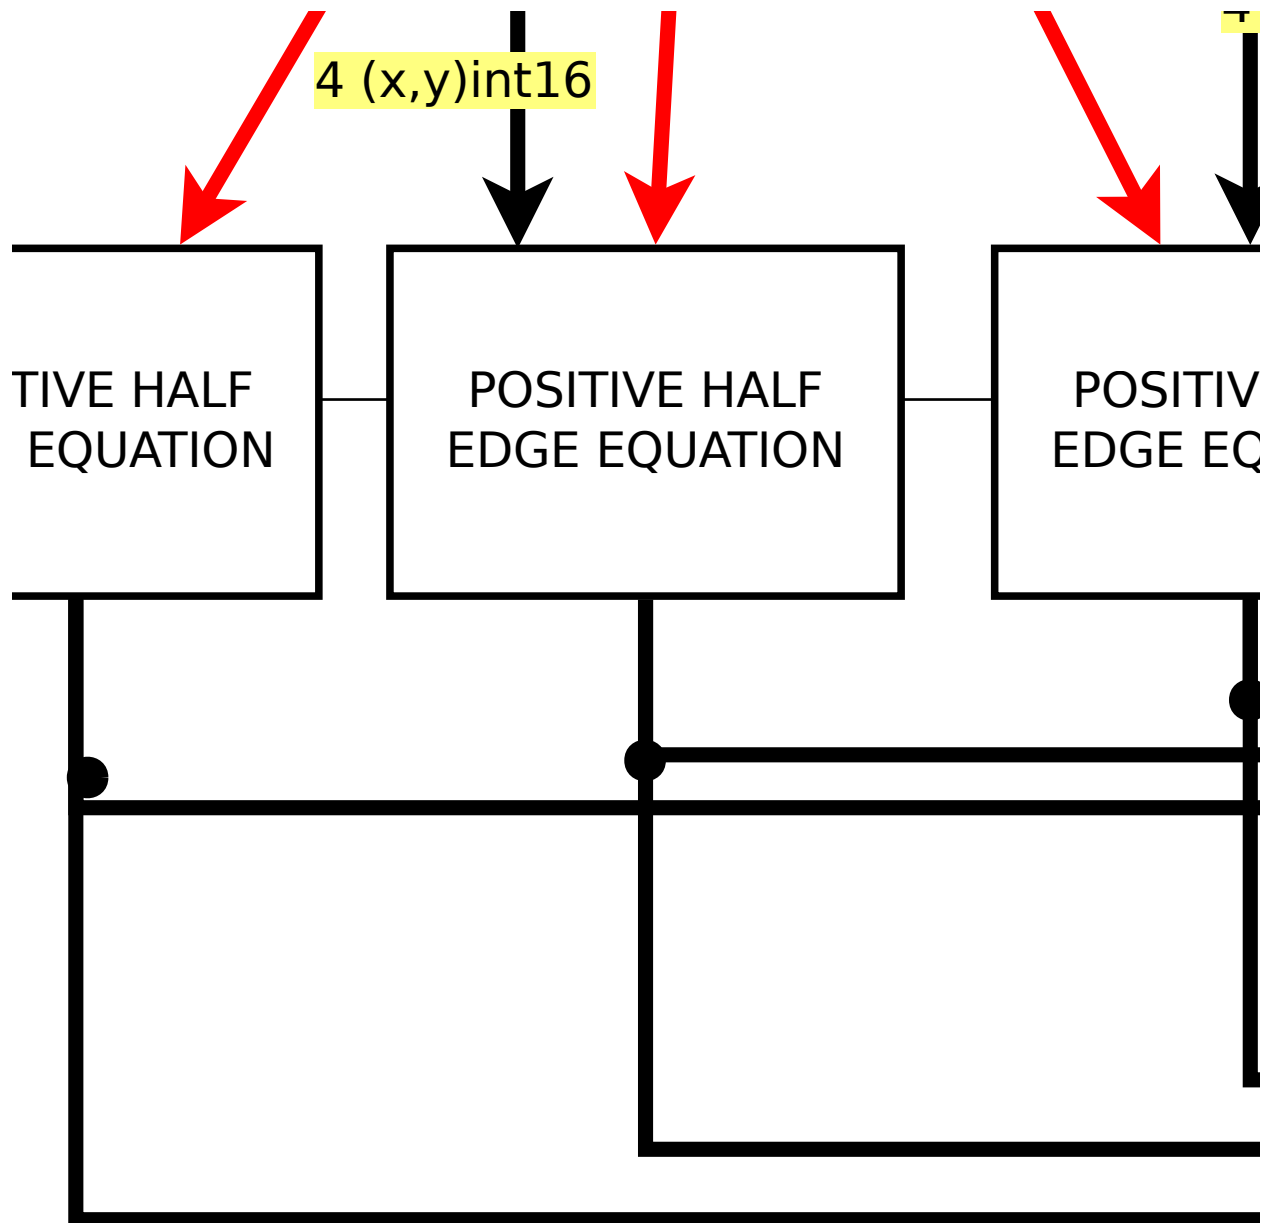 4 (x,y)int16
TIVE HALF
EQUATION
POSITIVE HALF
EDGE EQUATION
POSITIV
EDGE EQ